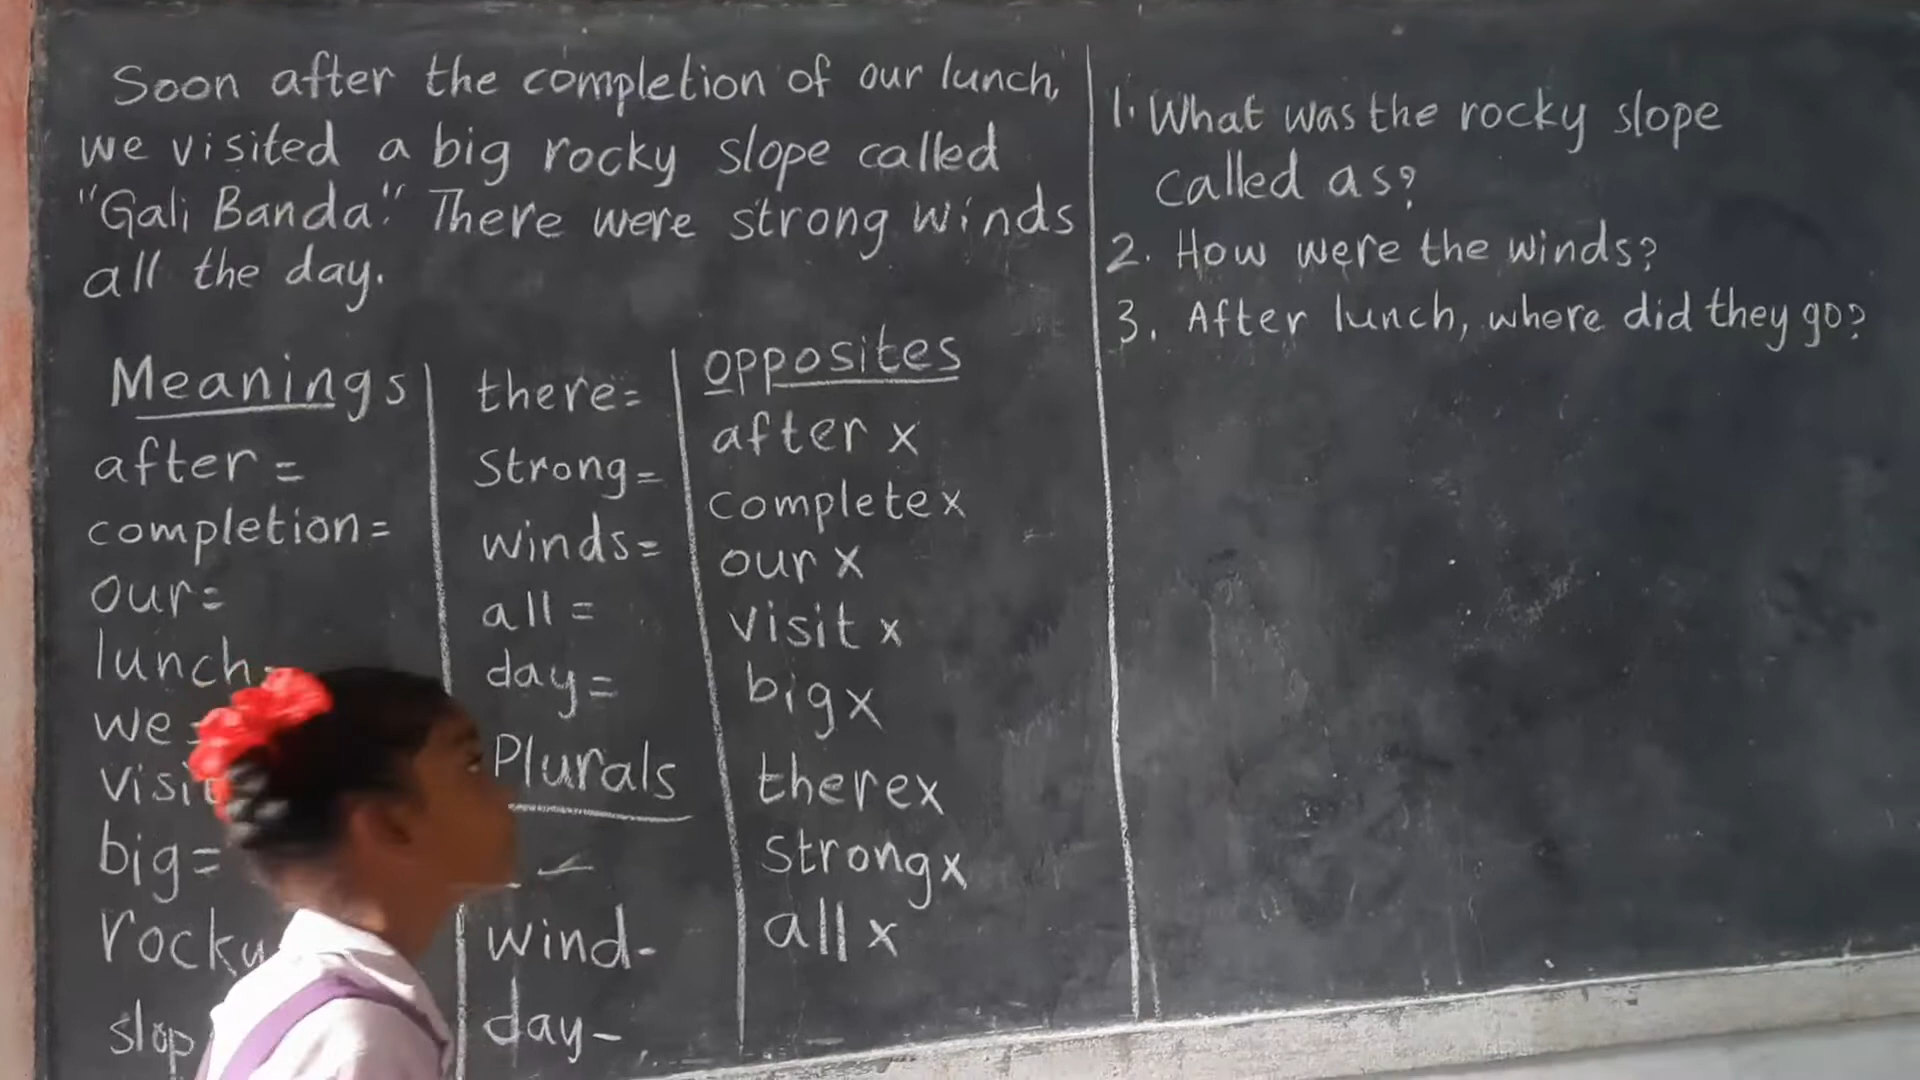 Soon after the completion of our lunch,
we visited a big rocky slope called
"Gali Banda." There were strong winds
all the day.
Meanings
after =
completion =
our =
lunch
we
big =
there =
Strong =
winds =
all =
day =
Plurals
wind -
day -
opposites
after x
complete x
our x
visit x
big x
there x
strong x
all x
1. What was the rocky slope
called as?
2. How were the winds?
3. After lunch, where did they go?